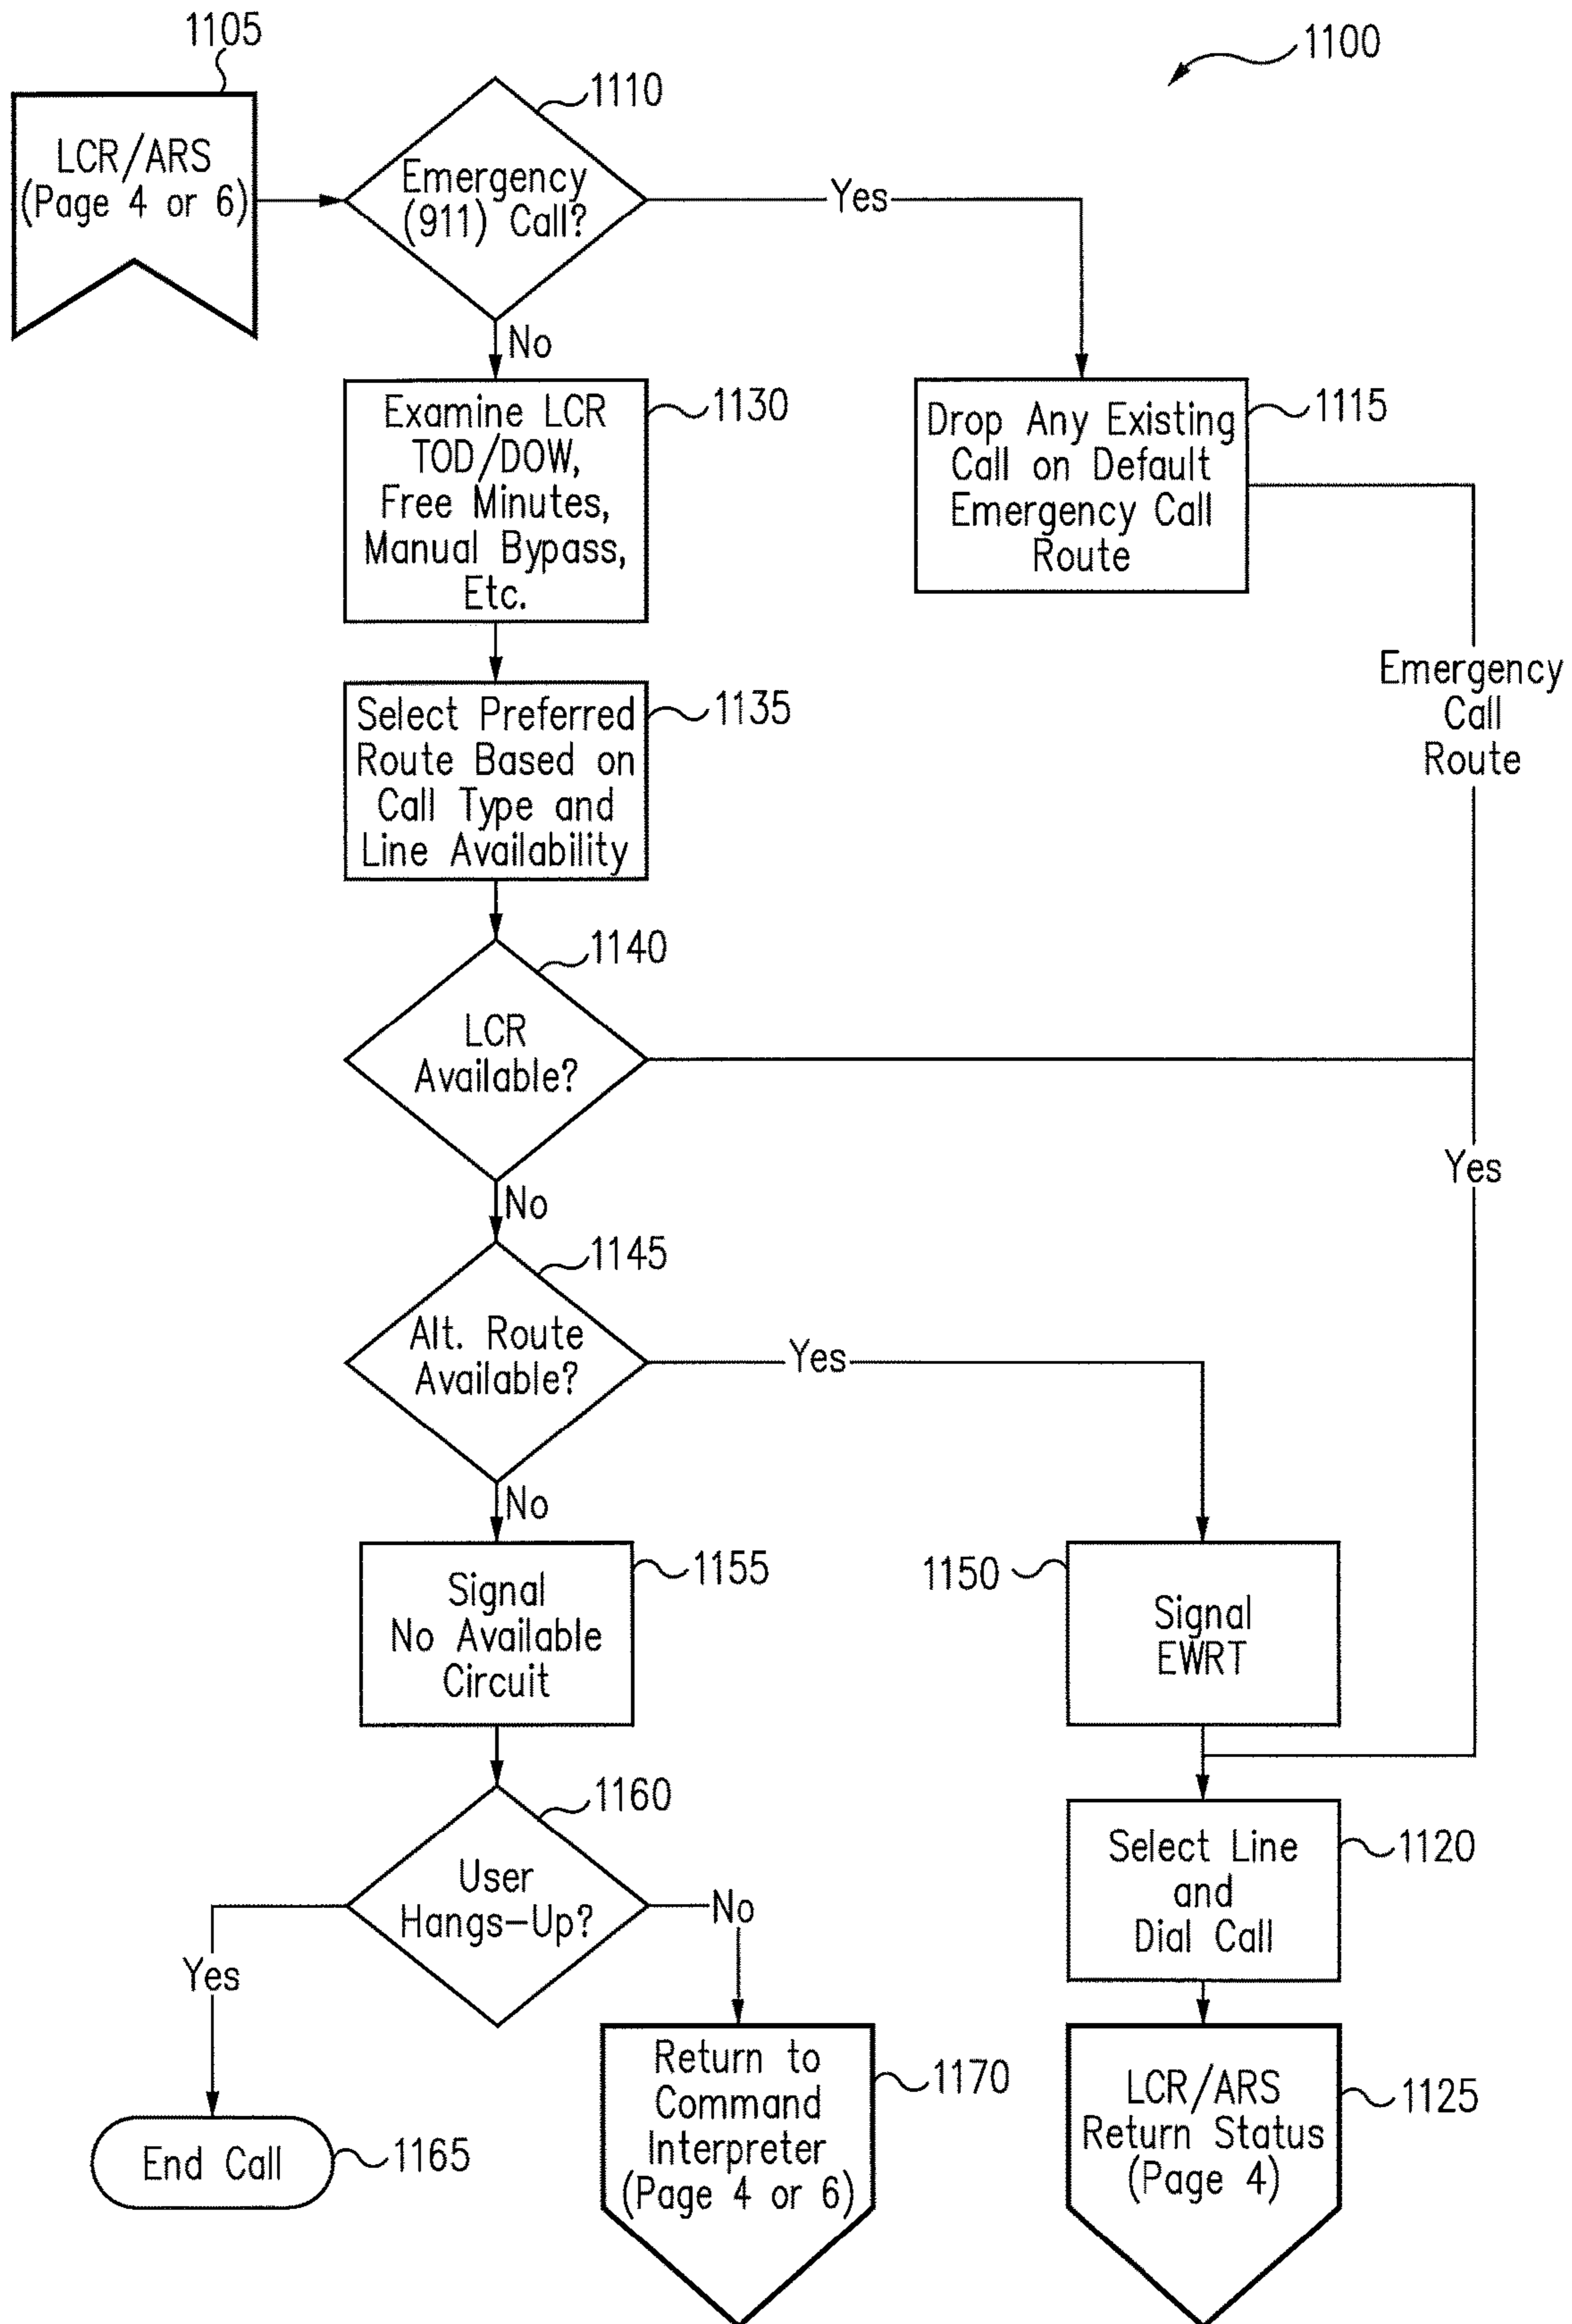 1105
1100
LCR/ARS
(Page 4 or 6)
1110
Emergency
(911) Call?
Yes
No
Examine LCR
TOD/DOW,
Free Minutes,
Manual Bypass,
Etc.
1130
Drop Any Existing
Call on Default
Emergency Call
Route
1115
Emergency
Call
Route
Select Preferred
Route Based on
Call Type and
Line Availability
1135
1140
LCR
Available?
Yes
No
1145
Alt. Route
Available?
Yes
No
Signal
No Available
Circuit
1155
1150
Signal
EWRT
1160
User
Hangs-Up?
No
Yes
Select Line
and
Dial Call
1120
End Call
1165
Return to
Command
Interpreter
(Page 4 or 6)
1170
LCR/ARS
Return Status
(Page 4)
1125